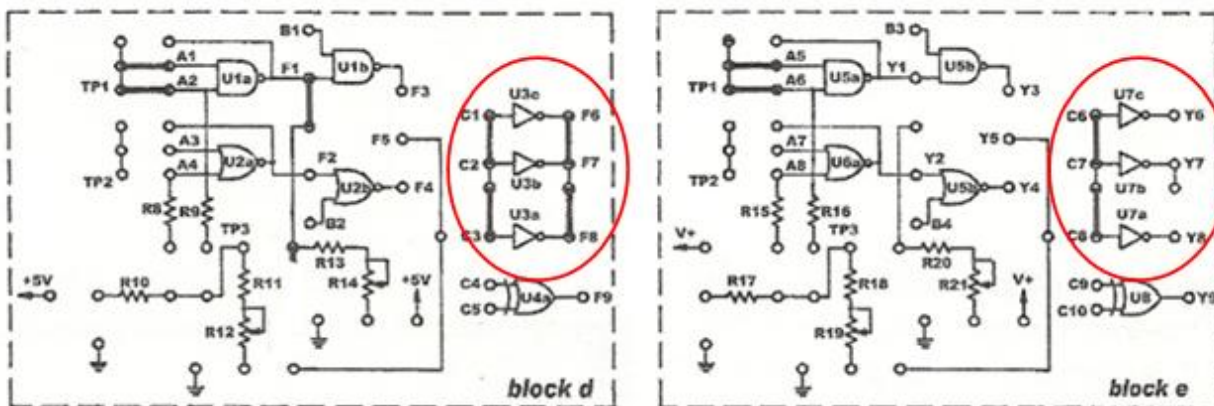 B1
A1
U1a
F1
U1b
A2
TP1
F3
U3c
C1
F6
A3
F5
U2a
A4
F2
C2
F7
U3b
TP2
U2b
F4
R8
R9
B2
U3a
TP3
C3
F8
R13
+5V
R10
R11
R14
+5V
C4
U4a
F9
C5
R12
block d
B3
A5
U5a
Y1
U5b
A6
TP1
Y3
U7c
C6
Y6
A7
Y5
U6a
A8
Y2
C7
Y7
U7b
TP2
U5b
Y4
R15
R16
B4
U7a
V+
TP3
C8
Y8
R20
R17
R18
R21
V+
C9
U8
Y9
C10
R19
block e